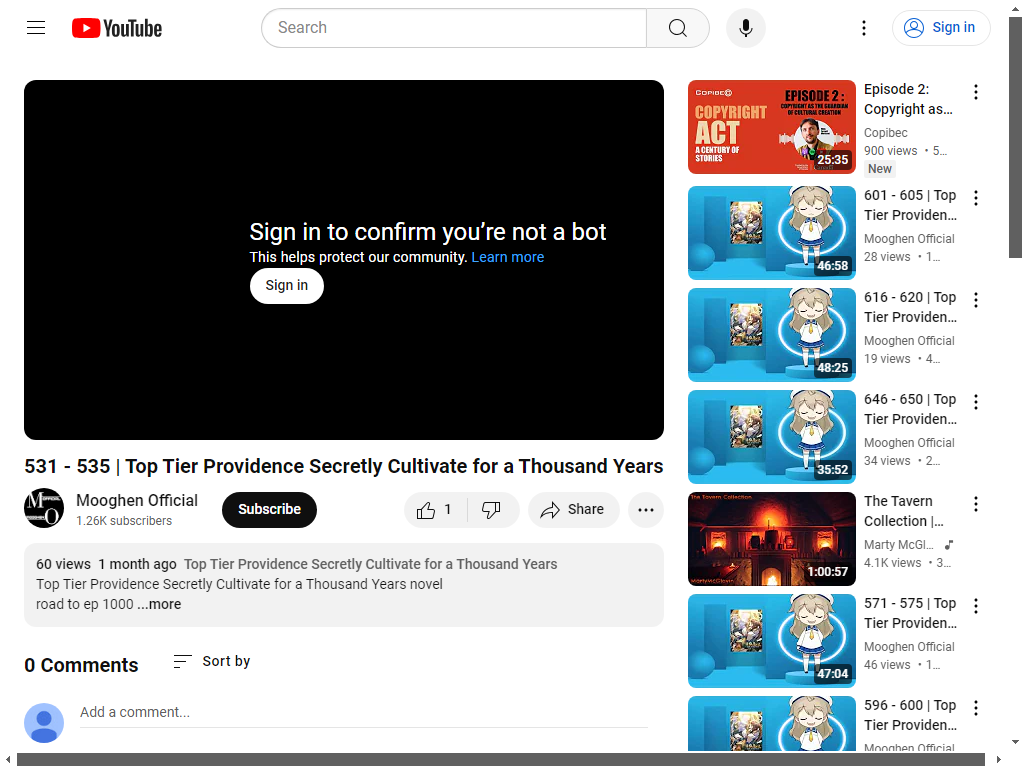 YouTube
Search
Sign in
Sign in to confirm you’re not a bot
This helps protect our community. Learn more
Sign in
531 - 535 | Top Tier Providence Secretly Cultivate for a Thousand Years
Mooghen Official
1.26K subscribers
Subscribe
1
Share
60 views 1 month ago Top Tier Providence Secretly Cultivate for a Thousand Years
Top Tier Providence Secretly Cultivate for a Thousand Years novel
road to ep 1000 ...more
0 Comments
Sort by
Add a comment...
COPIBEC
EPISODE 2 :
COPYRIGHT AS THE GUARDIAN
OF CULTURAL CREATION
COPYRIGHT
ACT
A CENTURY OF
STORIES
25:35
Episode 2:
Copyright as...
Copibec
900 views • 5...
New
46:58
601 - 605 | Top
Tier Providen...
Mooghen Official
28 views • 1...
48:25
616 - 620 | Top
Tier Providen...
Mooghen Official
19 views • 4...
35:52
646 - 650 | Top
Tier Providen...
Mooghen Official
34 views • 2...
The Tavern Collection
1:00:57
The Tavern
Collection |...
Marty McGl...
4.1K views • 3...
47:04
571 - 575 | Top
Tier Providen...
Mooghen Official
46 views • 1...
596 - 600 | Top
Tier Providen...
Mooghen Official